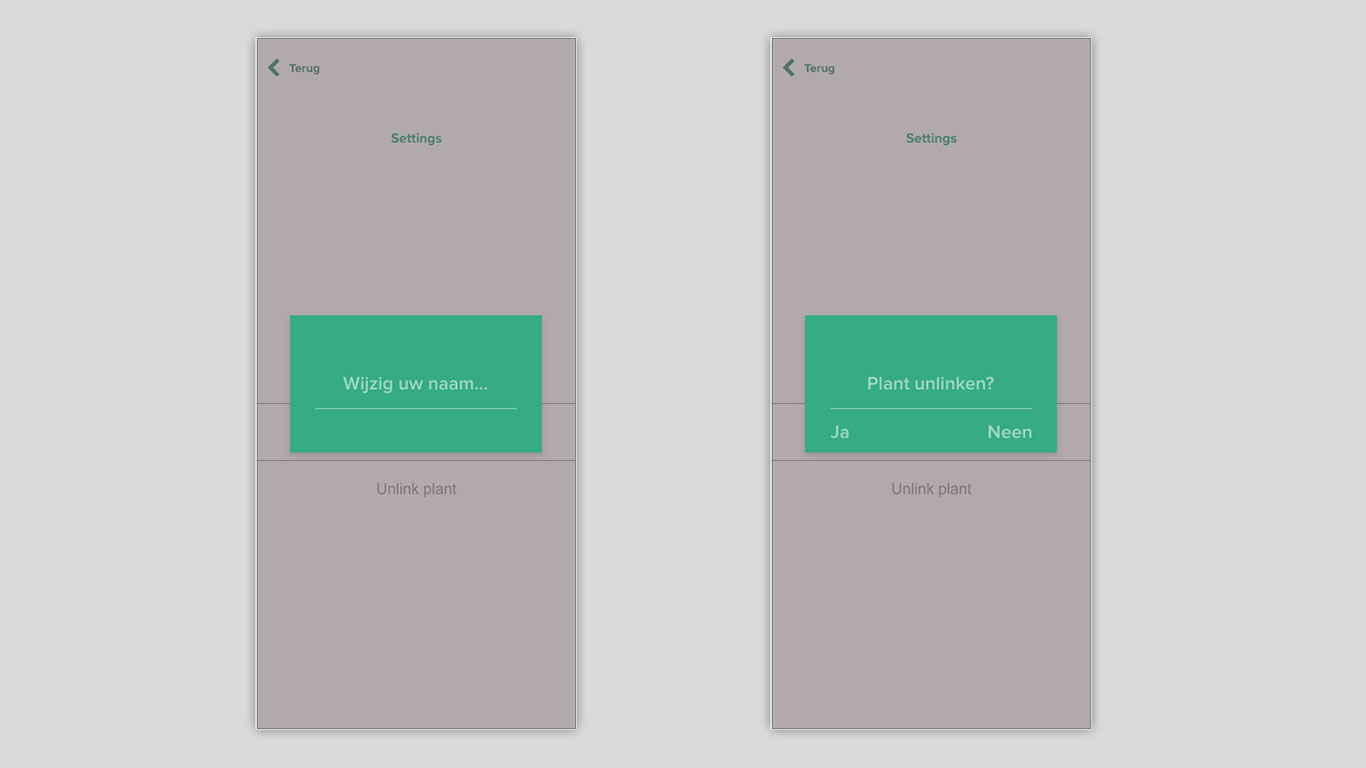 Terug
Settings
Wijzig uw naam...
Unlink plant
Terug
Settings
Plant unlinken?
Ja Neen
Unlink plant